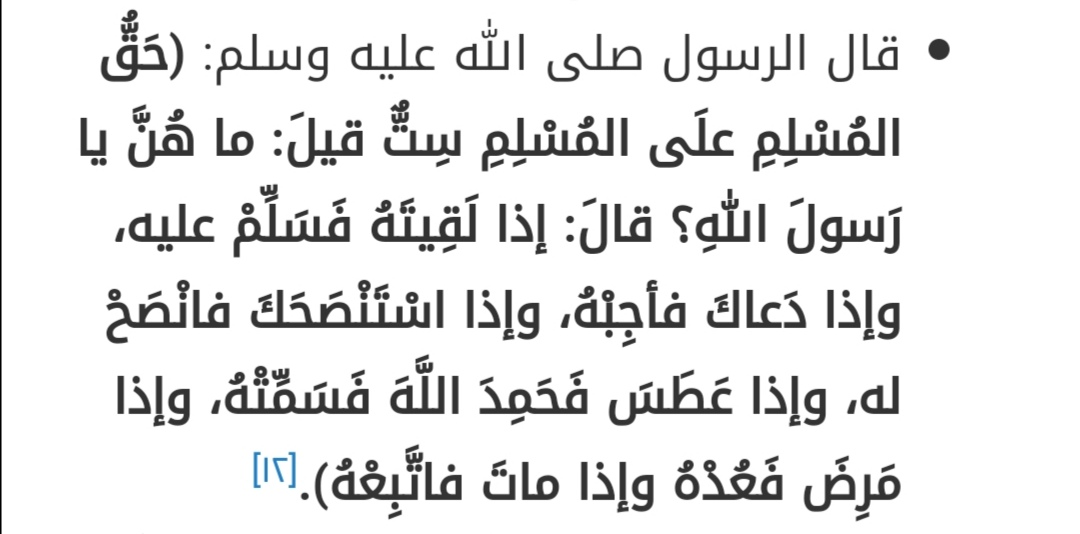 • قال الرسول صلى الله عليه وسلم: (حَقُّ
المُسْلِمِ علَى المُسْلِمِ سِتٌّ قيلَ: ما هُنَّ يا
رَسولَ اللهِ؟ قالَ: إذا لَقِيتَهُ فَسَلِّمْ عليه،
وإذا دَعاكَ فأجِبْهُ، وإذا اسْتَنْصَحَكَ فانْصَحْ
له، وإذا عَطَسَ فَحَمِدَ اللَّهَ فَسَمِّتْهُ، وإذا
مَرِضَ فَعُدْهُ وإذا ماتَ فاتَّبِعْهُ).[١٢]